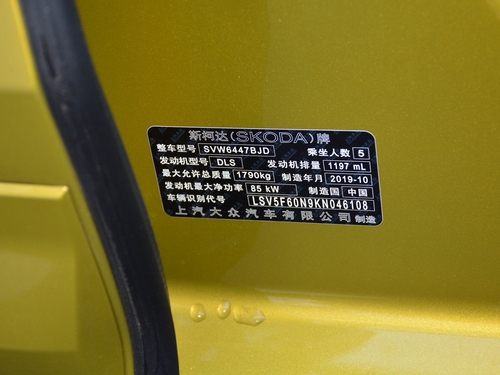 斯柯达(SKODA)牌
整车型号 SVW6447BJD 乘坐人数 5
发动机型号 DLS 发动机排量 1197 mL
最大允许总质量 1790kg 制造年月 2019-10
发动机最大净功率 85 kW 制造国 中国
车辆识别代号 LSV5F60N9KN046108
上汽大众汽车有限公司 制造